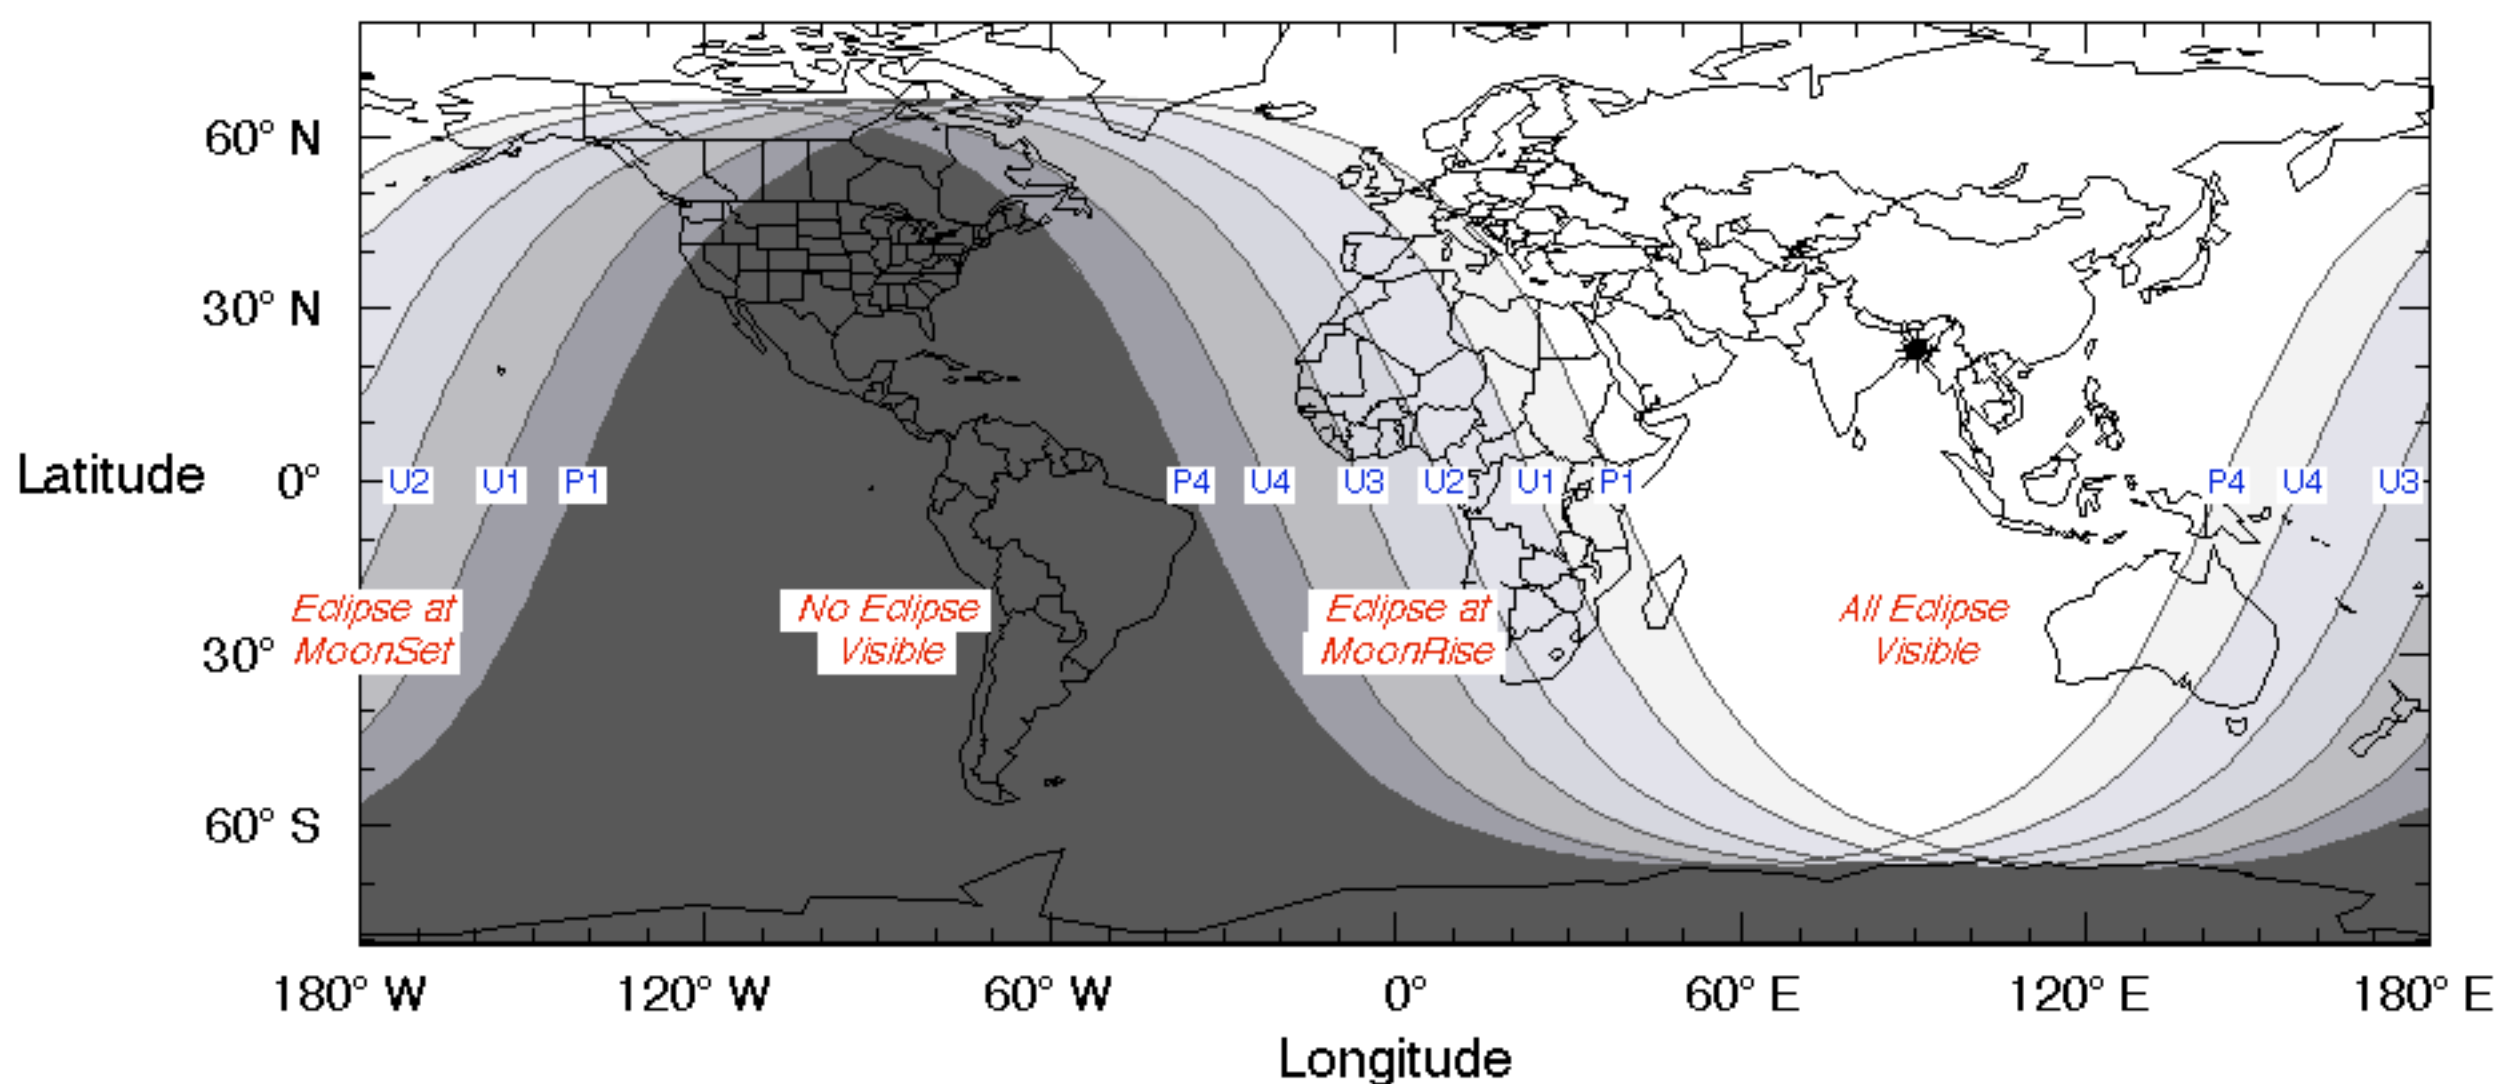 60° N
30° N
Latitude 0° U2 U1 P1 P4 U4 U3 U2 U1 P1 P4 U4 U3
Eclipse at No Eclipse Eclipse at All Eclipse
30° MoonSet Visible MoonRise Visible
60° S
180° W 120° W 60° W 0° 60° E 120° E 180° E
Longitude